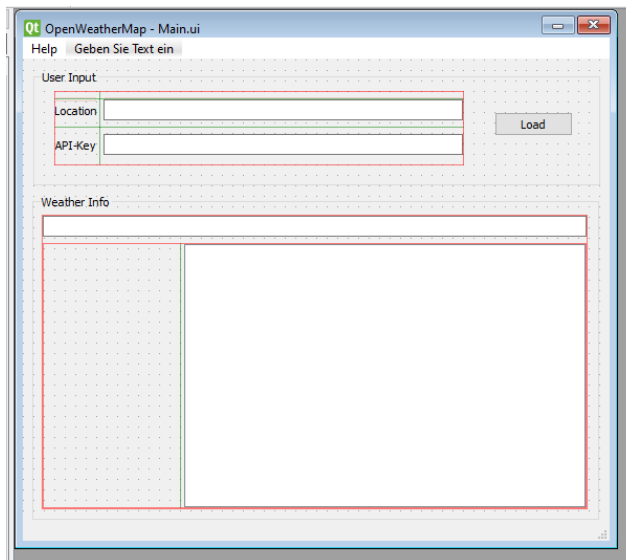 Qt OpenWeatherMap - Main.ui
Help Geben Sie Text ein
User Input
Location
Load
API-Key
Weather Info